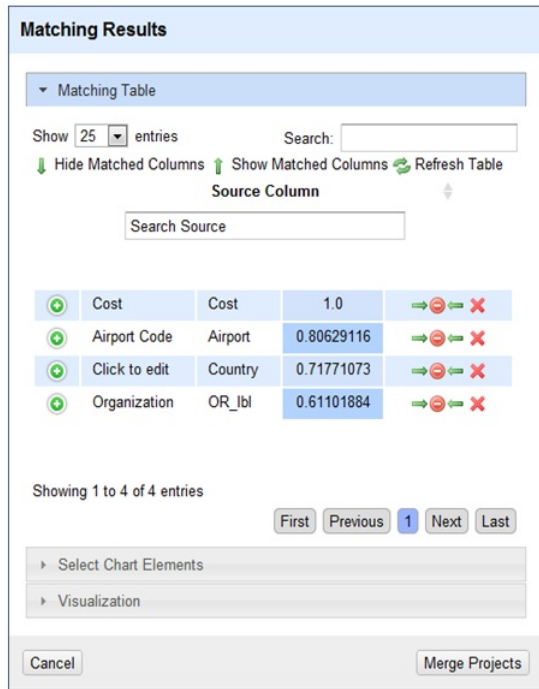 Matching Results
Matching Table
Show 25 entries Search:
Hide Matched Columns Show Matched Columns Refresh Table
Source Column
Search Source
Cost Cost 1.0
Airport Code Airport 0.80629116
Click to edit Country 0.71771073
Organization OR_lbl 0.61101884
Showing 1 to 4 of 4 entries
First Previous 1 Next Last
Select Chart Elements
Visualization
Cancel Merge Projects